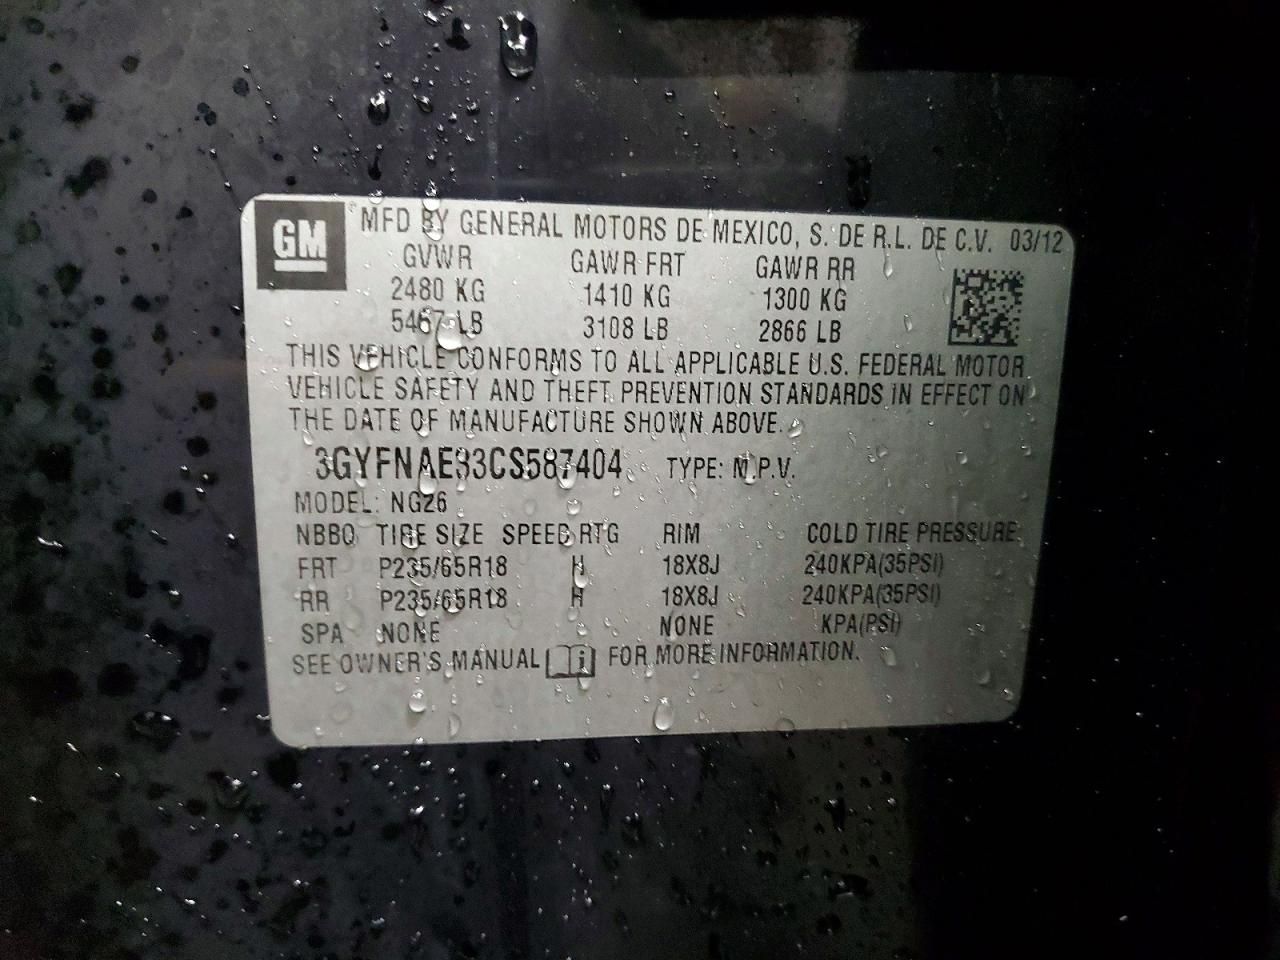 GM
MFD BY GENERAL MOTORS DE MEXICO, S. DE R.L. DE C.V. 03/12
GVWR GAWR FRT GAWR RR
2480 KG 1410 KG 1300 KG
5467 LB 3108 LB 2866 LB
THIS VEHICLE CONFORMS TO ALL APPLICABLE U.S. FEDERAL MOTOR
VEHICLE SAFETY AND THEFT PREVENTION STANDARDS IN EFFECT ON
THE DATE OF MANUFACTURE SHOWN ABOVE.
3GYFNAE33CS587404 TYPE: M.P.V.
MODEL: NG26
NBBQ TIRE SIZE SPEED RTG RIM COLD TIRE PRESSURE
FRT P235/65R18 H 18X8J 240KPA(35PSI)
RR P235/65R18 H 18X8J 240KPA(35PSI)
SPA NONE NONE KPA(PSI)
SEE OWNER'S MANUAL i FOR MORE INFORMATION.